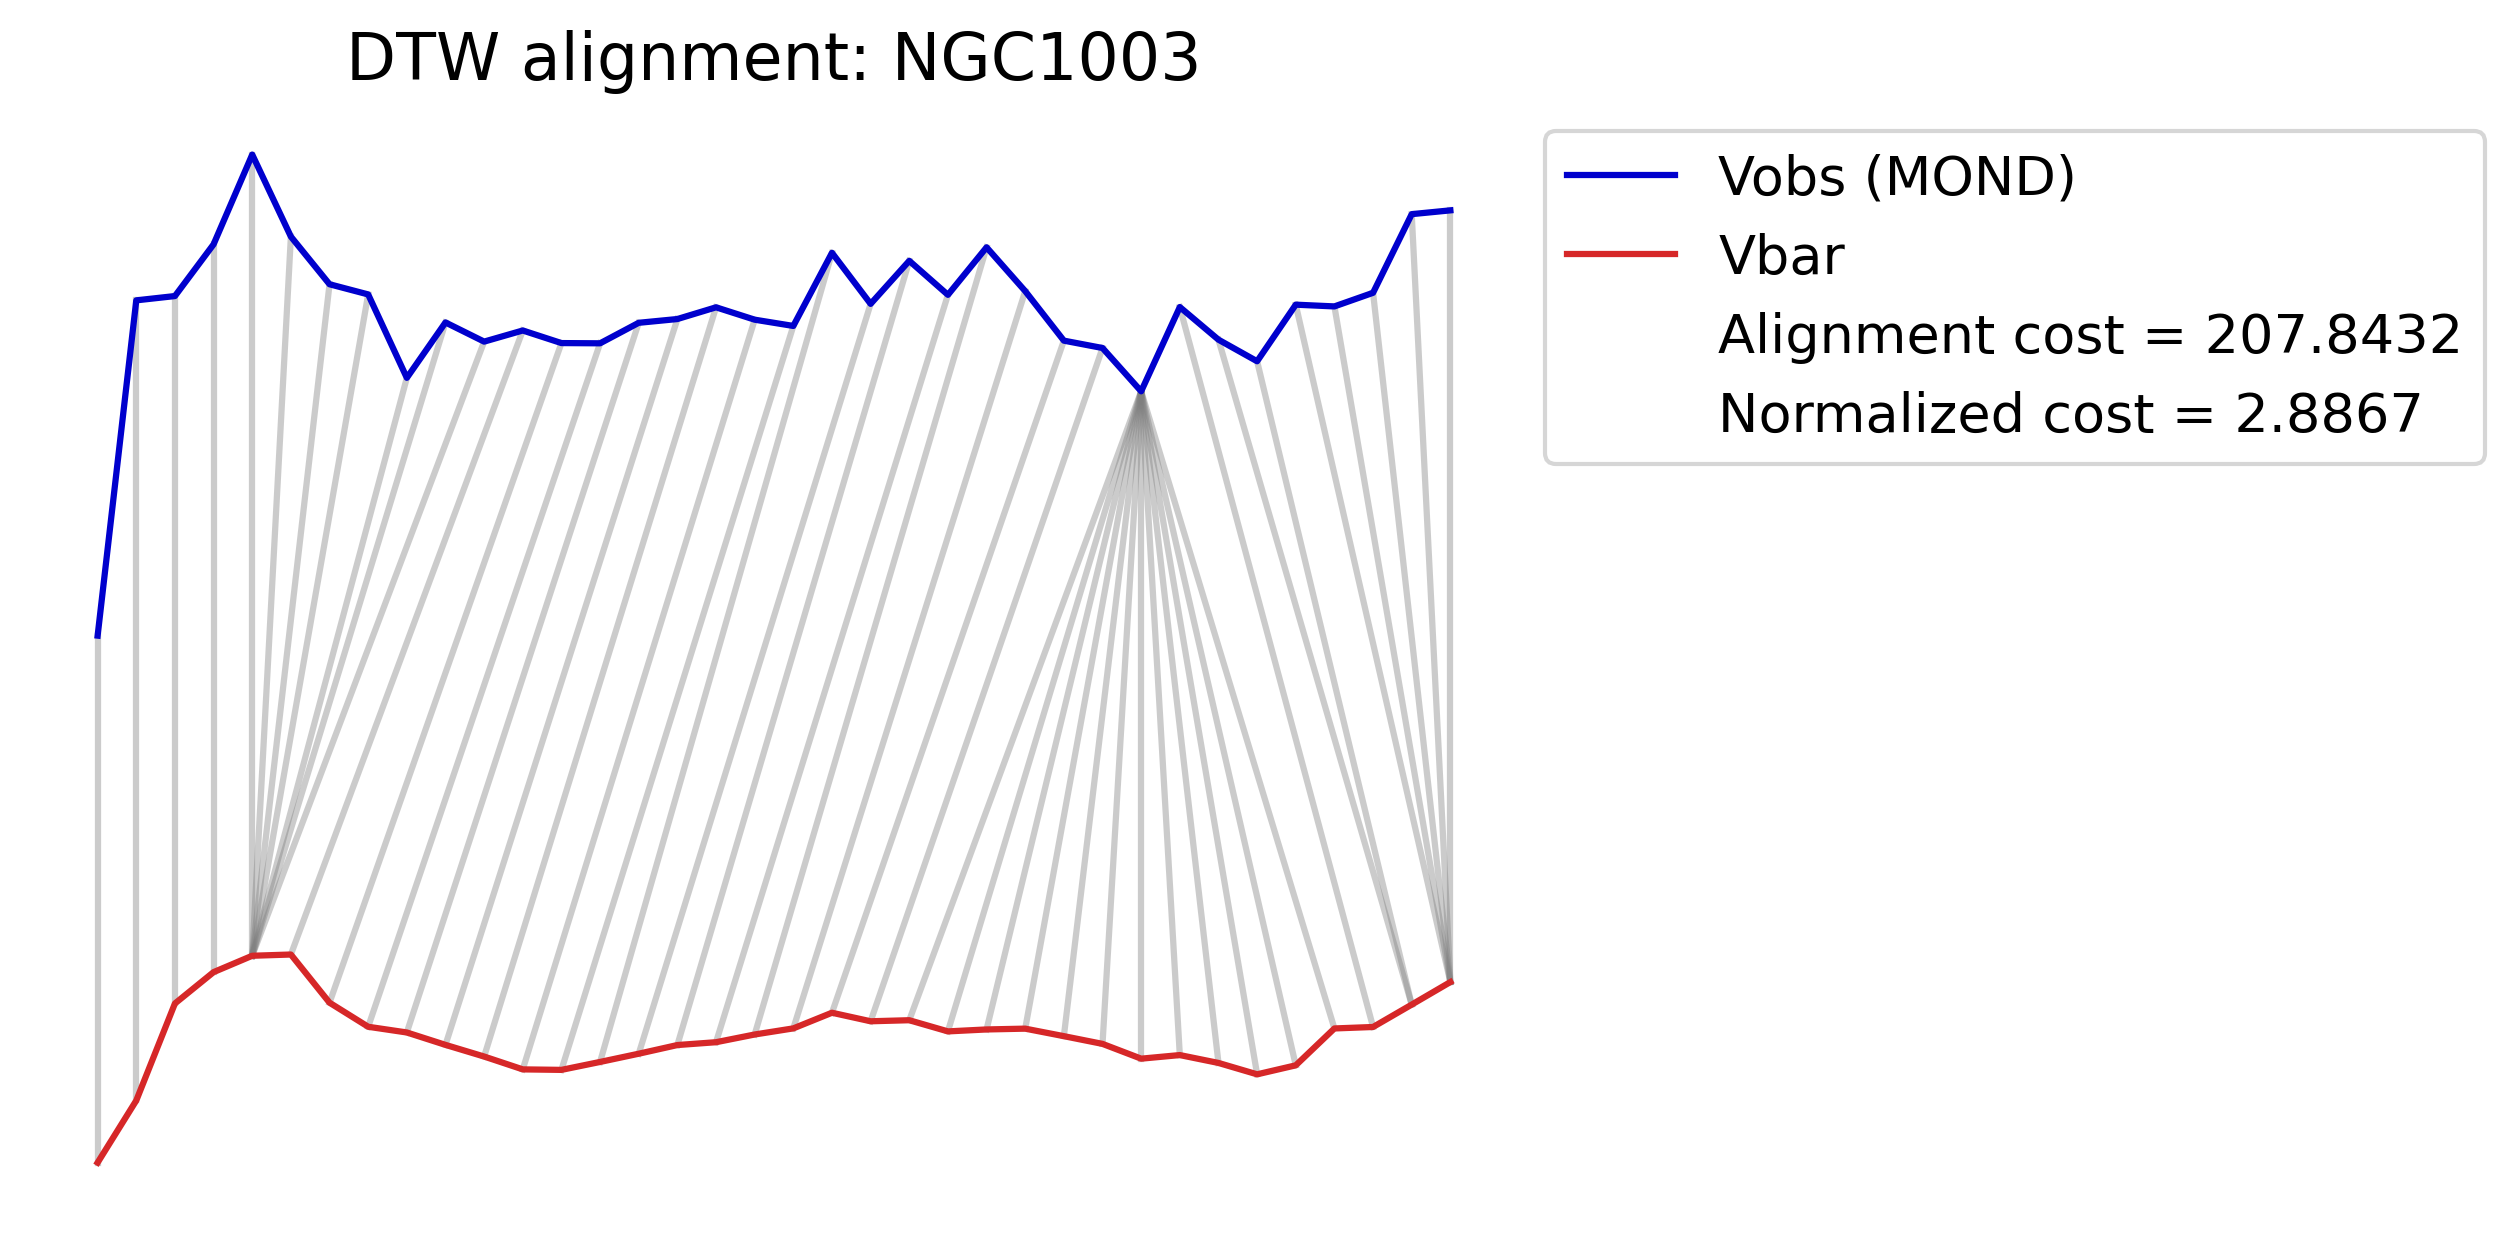 DTW alignment: NGC1003
Vobs (MOND)
Vbar
Alignment cost = 207.8432
Normalized cost = 2.8867